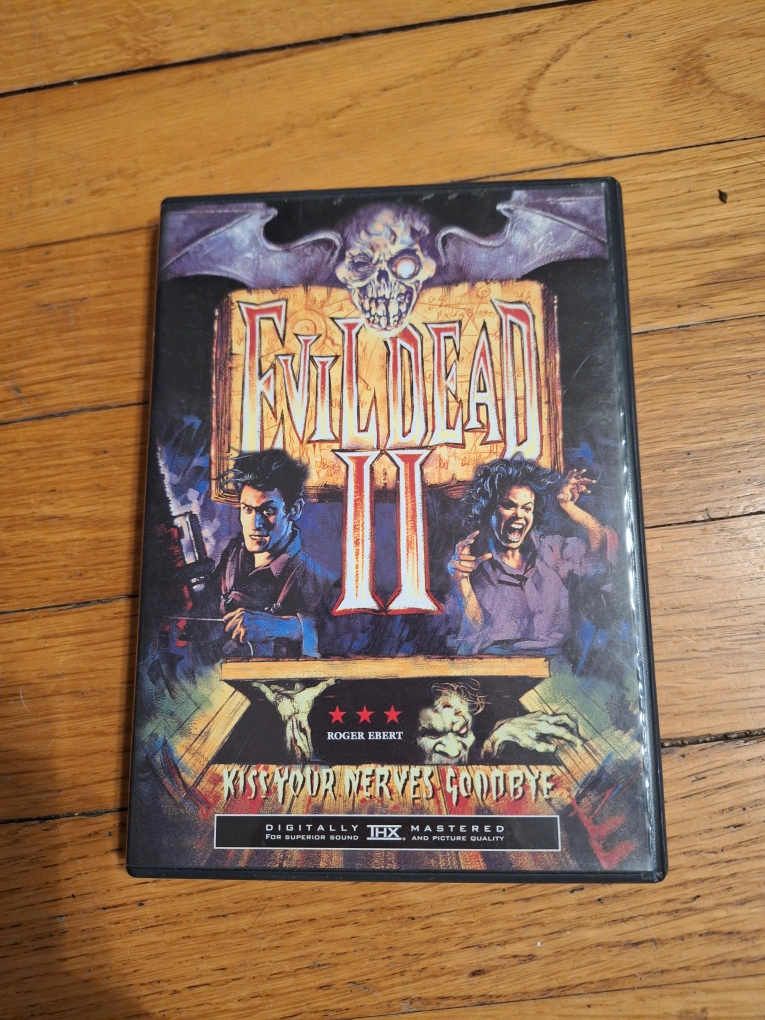 EVIL DEAD
II
★★★
ROGER EBERT
KISS YOUR NERVES GOODBYE
DIGITALLY THX MASTERED
FOR SUPERIOR SOUND AND PICTURE QUALITY